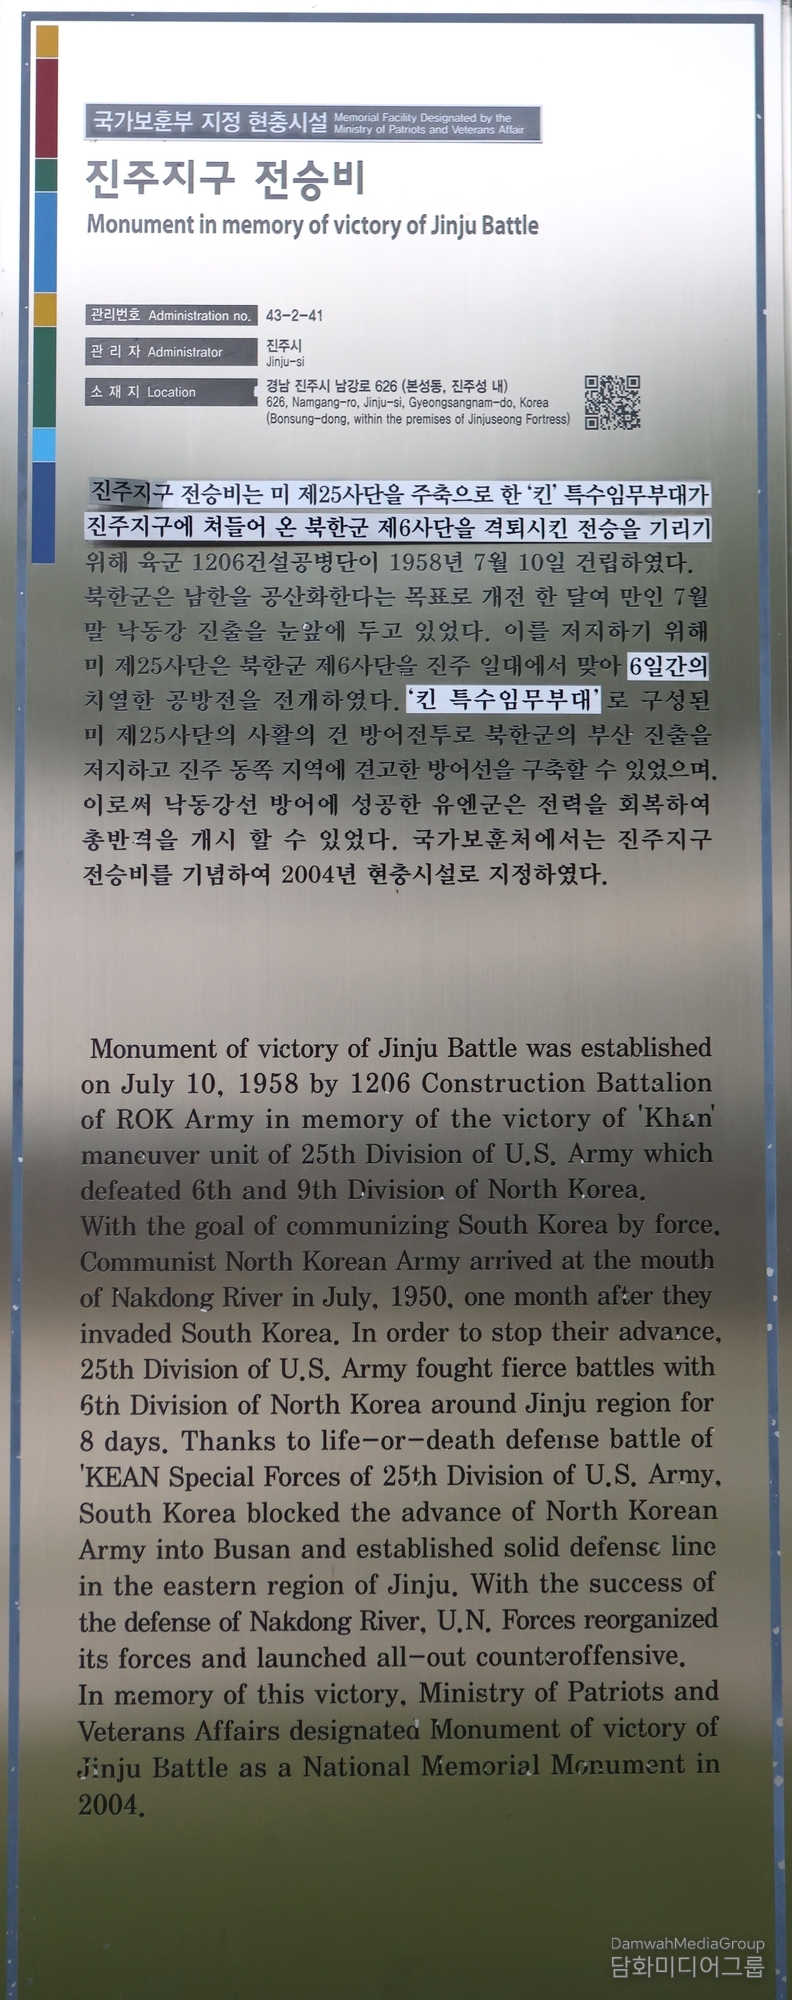 국가보훈부 지정 현충시설 Memorial Facility Designated by the
Ministry of Patriots and Veterans Affair
진주지구 전승비
Monument in memory of victory of Jinju Battle
관리번호 Administration no. 43-2-41
관 리 자 Administrator 진주시
Jinju-si
소 재 지 Location 경남 진주시 남강로 626 (본성동, 진주성 내)
626, Namgang-ro, Jinju-si, Gyeongsangnam-do, Korea
(Bonsung-dong, within the premises of Jinjuseong Fortress)
진주지구 전승비는 미 제25사단을 주축으로 한 ‘킨’ 특수임무부대가
진주지구에 쳐들어 온 북한군 제6사단을 격퇴시킨 전승을 기리기
위해 육군 1206건설공병단이 1958년 7월 10일 건립하였다.
북한군은 남한을 공산화한다는 목표로 개전 한 달여 만인 7월
말 낙동강 진출을 눈앞에 두고 있었다. 이를 저지하기 위해
미 제25사단은 북한군 제6사단을 진주 일대에서 맞아 6일간의
치열한 공방전을 전개하였다. ‘킨 특수임무부대’로 구성된
미 제25사단의 사활의 건 방어전투로 북한군의 부산 진출을
저지하고 진주 동쪽 지역에 견고한 방어선을 구축할 수 있었으며,
이로써 낙동강선 방어에 성공한 유엔군은 전력을 회복하여
총반격을 개시 할 수 있었다. 국가보훈처에서는 진주지구
전승비를 기념하여 2004년 현충시설로 지정하였다.
Monument of victory of Jinju Battle was established
on July 10, 1958 by 1206 Construction Battalion
of ROK Army in memory of the victory of 'Khan'
maneuver unit of 25th Division of U.S. Army which
defeated 6th and 9th Division of North Korea.
With the goal of communizing South Korea by force,
Communist North Korean Army arrived at the mouth
of Nakdong River in July, 1950, one month after they
invaded South Korea. In order to stop their advance,
25th Division of U.S. Army fought fierce battles with
6th Division of North Korea around Jinju region for
8 days. Thanks to life-or-death defense battle of
'KEAN Special Forces of 25th Division of U.S. Army,
South Korea blocked the advance of North Korean
Army into Busan and established solid defense line
in the eastern region of Jinju. With the success of
the defense of Nakdong River, U.N. Forces reorganized
its forces and launched all-out counteroffensive.
In memory of this victory, Ministry of Patriots and
Veterans Affairs designated Monument of victory of
Jinju Battle as a National Memorial Monument in
2004.
DamwahMediaGroup
담화미디어그룹